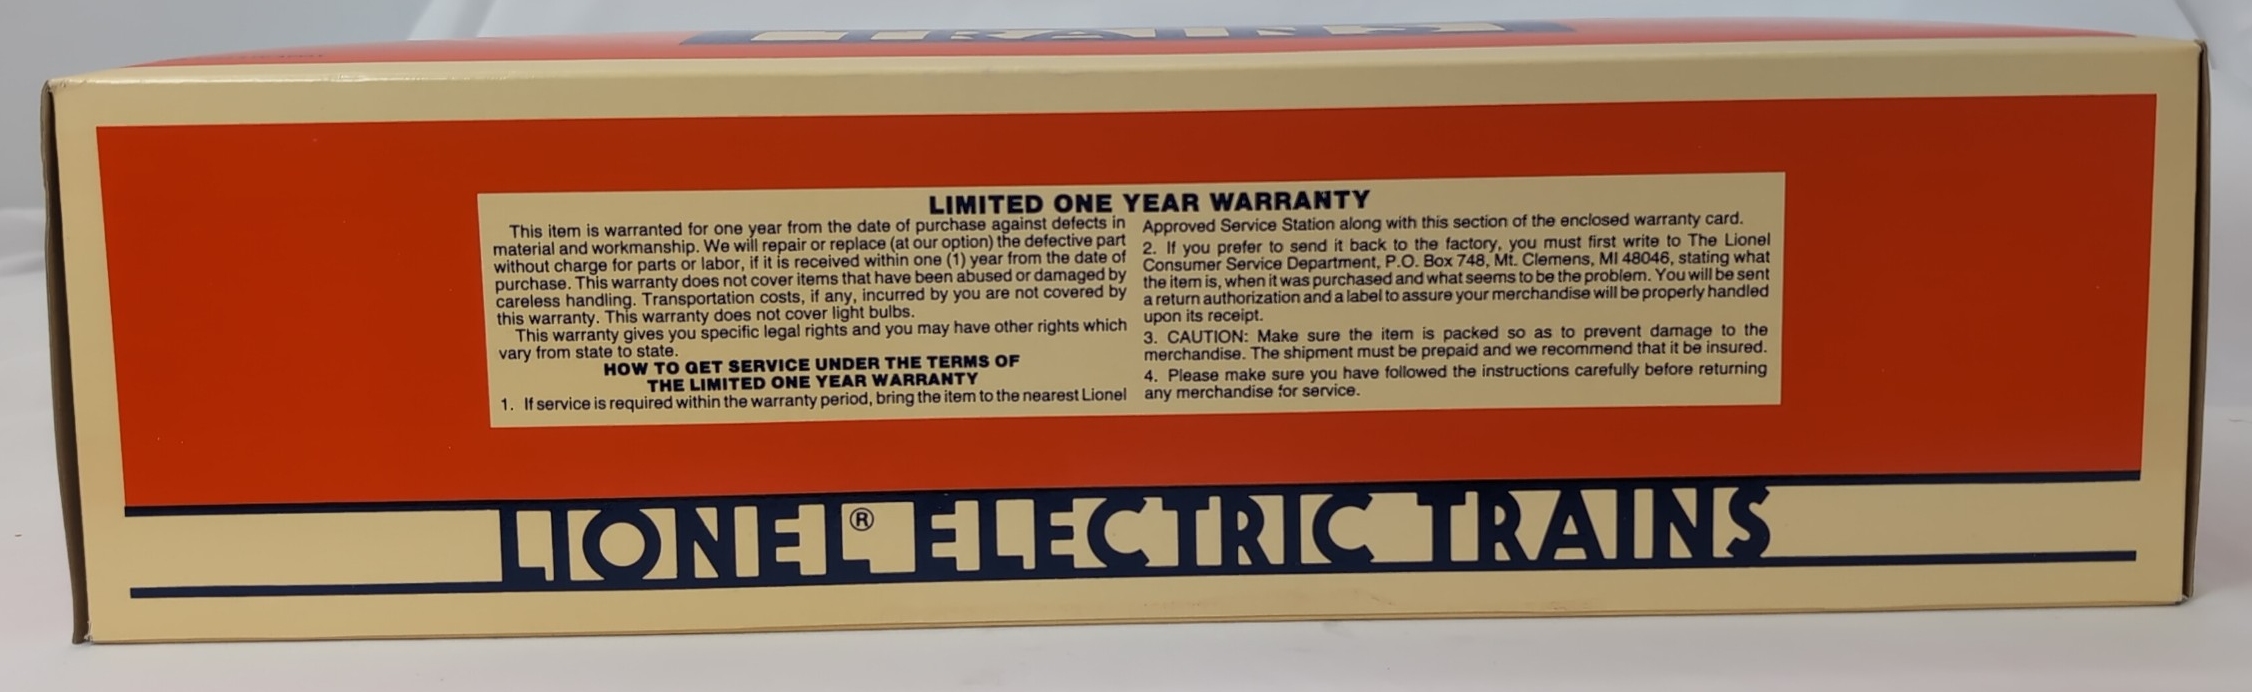 LIMITED ONE YEAR WARRANTY
This item is warranted for one year from the date of purchase against defects in
material and workmanship. We will repair or replace (at our option) the defective part
without charge for parts or labor, if it is received within one (1) year from the date of
purchase. This warranty does not cover items that have been abused or damaged by
careless handling. Transportation costs, if any, incurred by you are not covered by
this warranty. This warranty does not cover light bulbs.
This warranty gives you specific legal rights and you may have other rights which
vary from state to state.
HOW TO GET SERVICE UNDER THE TERMS OF
THE LIMITED ONE YEAR WARRANTY
1. If service is required within the warranty period, bring the item to the nearest Lionel
Approved Service Station along with this section of the enclosed warranty card.
2. If you prefer to send it back to the factory, you must first write to The Lionel
Consumer Service Department, P.O. Box 748, Mt. Clemens, MI 48046, stating what
the item is, when it was purchased and what seems to be the problem. You will be sent
a return authorization and a label to assure your merchandise will be properly handled
upon its receipt.
3. CAUTION: Make sure the item is packed so as to prevent damage to the
merchandise. The shipment must be prepaid and we recommend that it be insured.
4. Please make sure you have followed the instructions carefully before returning
any merchandise for service.
LIONEL® ELECTRIC TRAINS